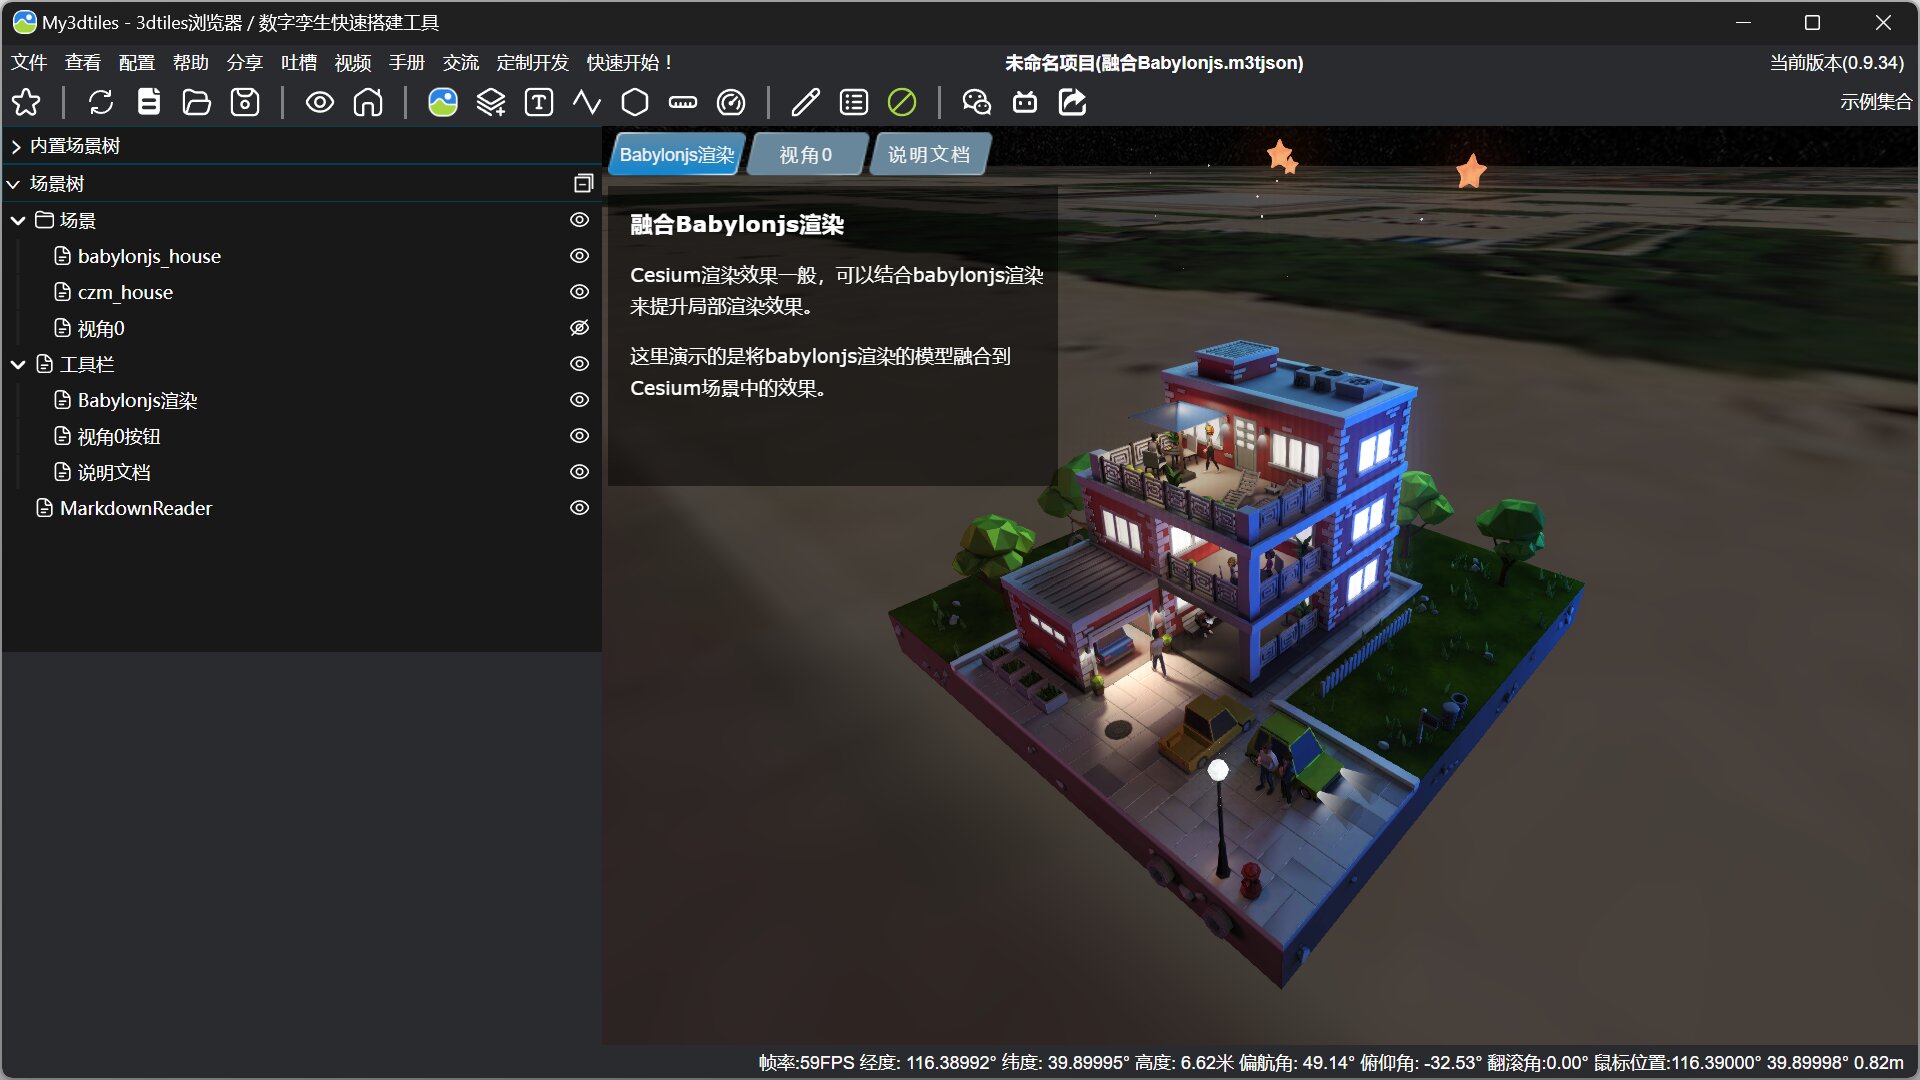 My3dtiles - 3dtiles浏览器 / 数字孪生快速搭建工具
文件 查看 配置 帮助 分享 吐槽 视频 手册 交流 定制开发 快速开始！
未命名项目(融合Babylonjs.m3tjson)
当前版本(0.9.34)
示例集合
内置场景树
场景树
场景
babylonjs_house
czm_house
视角0
工具栏
Babylonjs渲染
视角0按钮
说明文档
MarkdownReader
Babylonjs渲染 视角0 说明文档
融合Babylonjs渲染
Cesium渲染效果一般，可以结合babylonjs渲染
来提升局部渲染效果。
这里演示的是将babylonjs渲染的模型融合到
Cesium场景中的效果。
帧率:59FPS 经度: 116.38992° 纬度: 39.89995° 高度: 6.62米 偏航角: 49.14° 俯仰角: -32.53° 翻滚角:0.00° 鼠标位置:116.39000° 39.89998° 0.82m